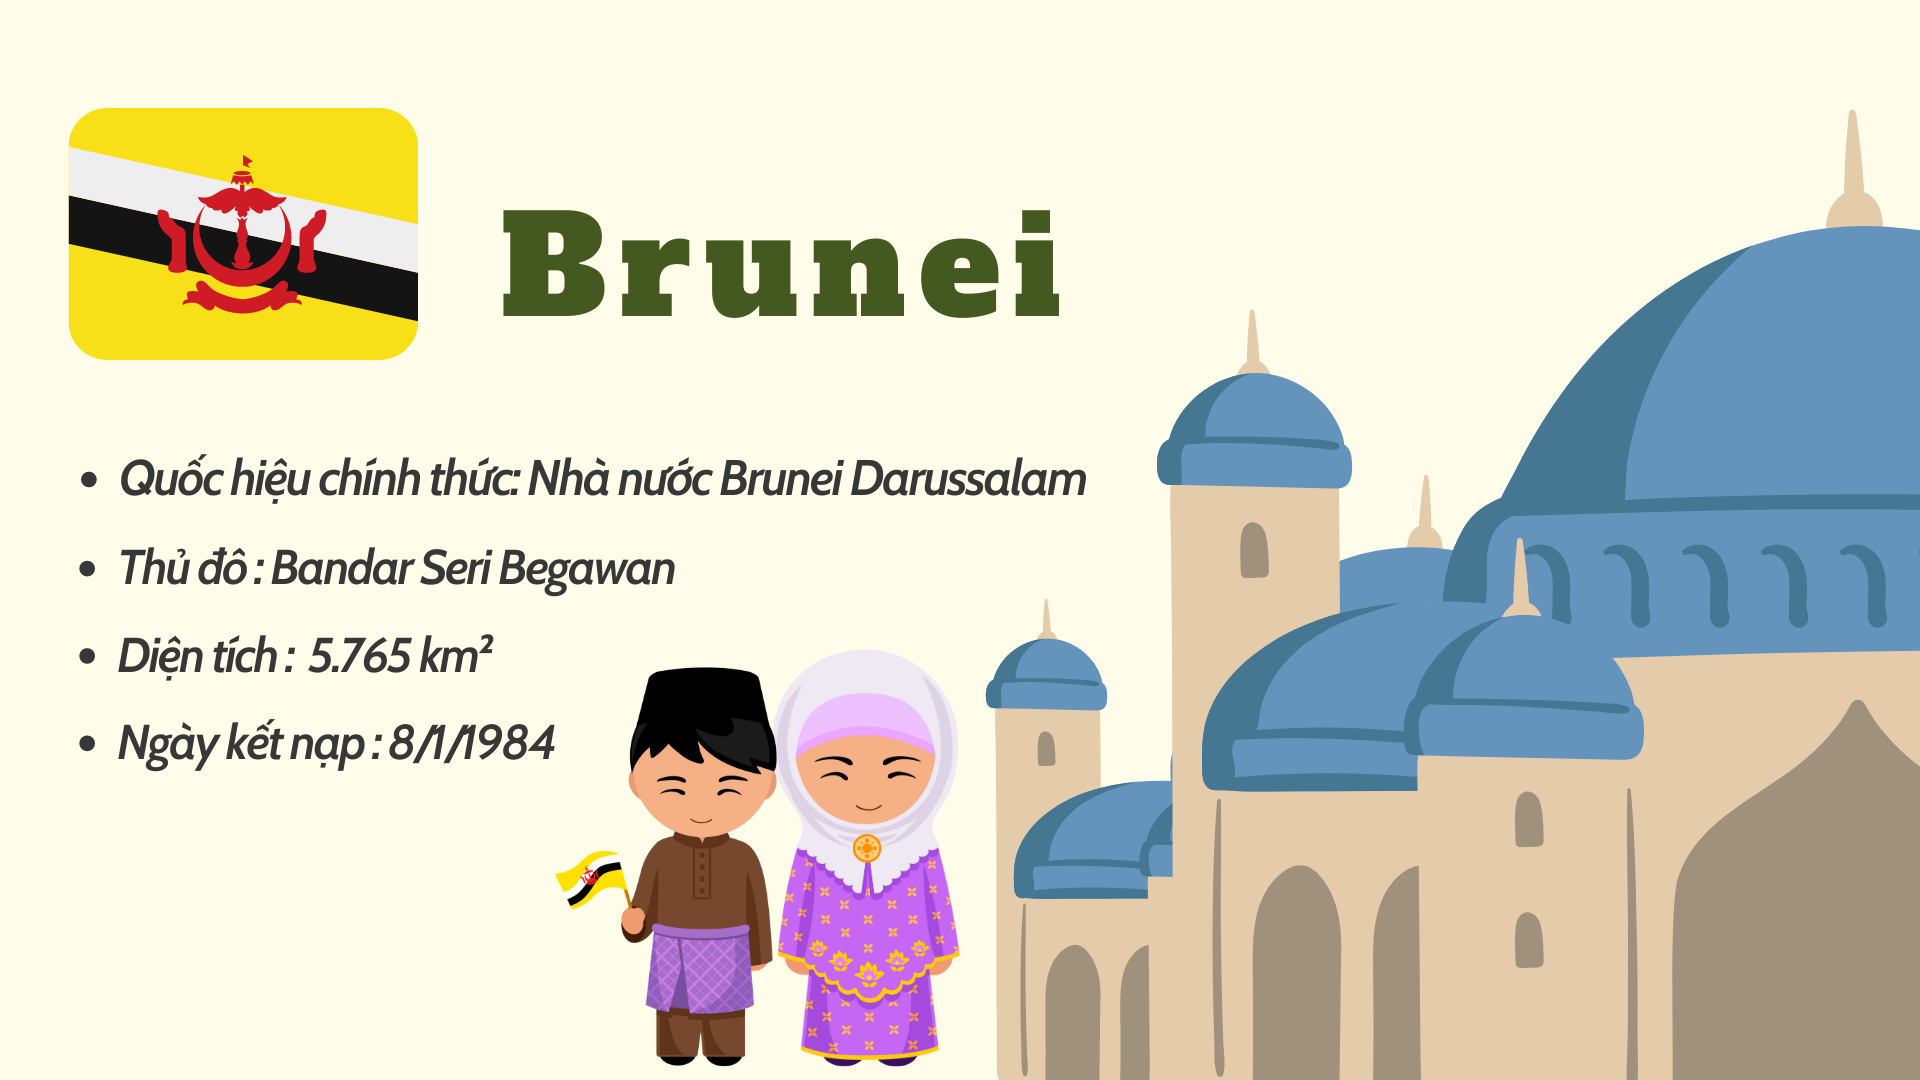 Brunei
Quốc hiệu chính thức: Nhà nước Brunei Darussalam
Thủ đô : Bandar Seri Begawan
Diện tích : 5.765 km²
Ngày kết nạp : 8/1/1984